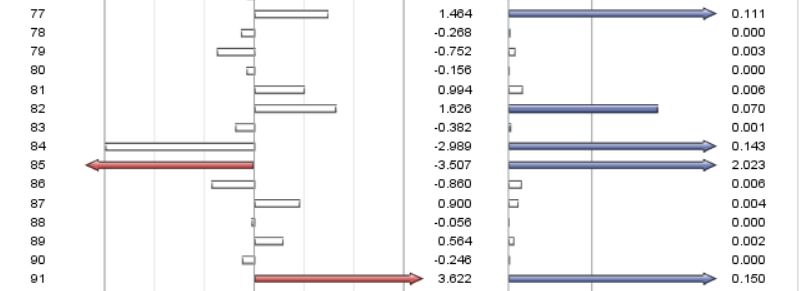 77 1.464 0.111
78 -0.268 0.000
79 -0.752 0.003
80 -0.156 0.000
81 0.994 0.006
82 1.626 0.070
83 -0.382 0.001
84 -2.989 0.143
85 -3.507 2.023
86 -0.860 0.006
87 0.900 0.004
88 -0.056 0.000
89 0.564 0.002
90 -0.246 0.000
91 3.622 0.150